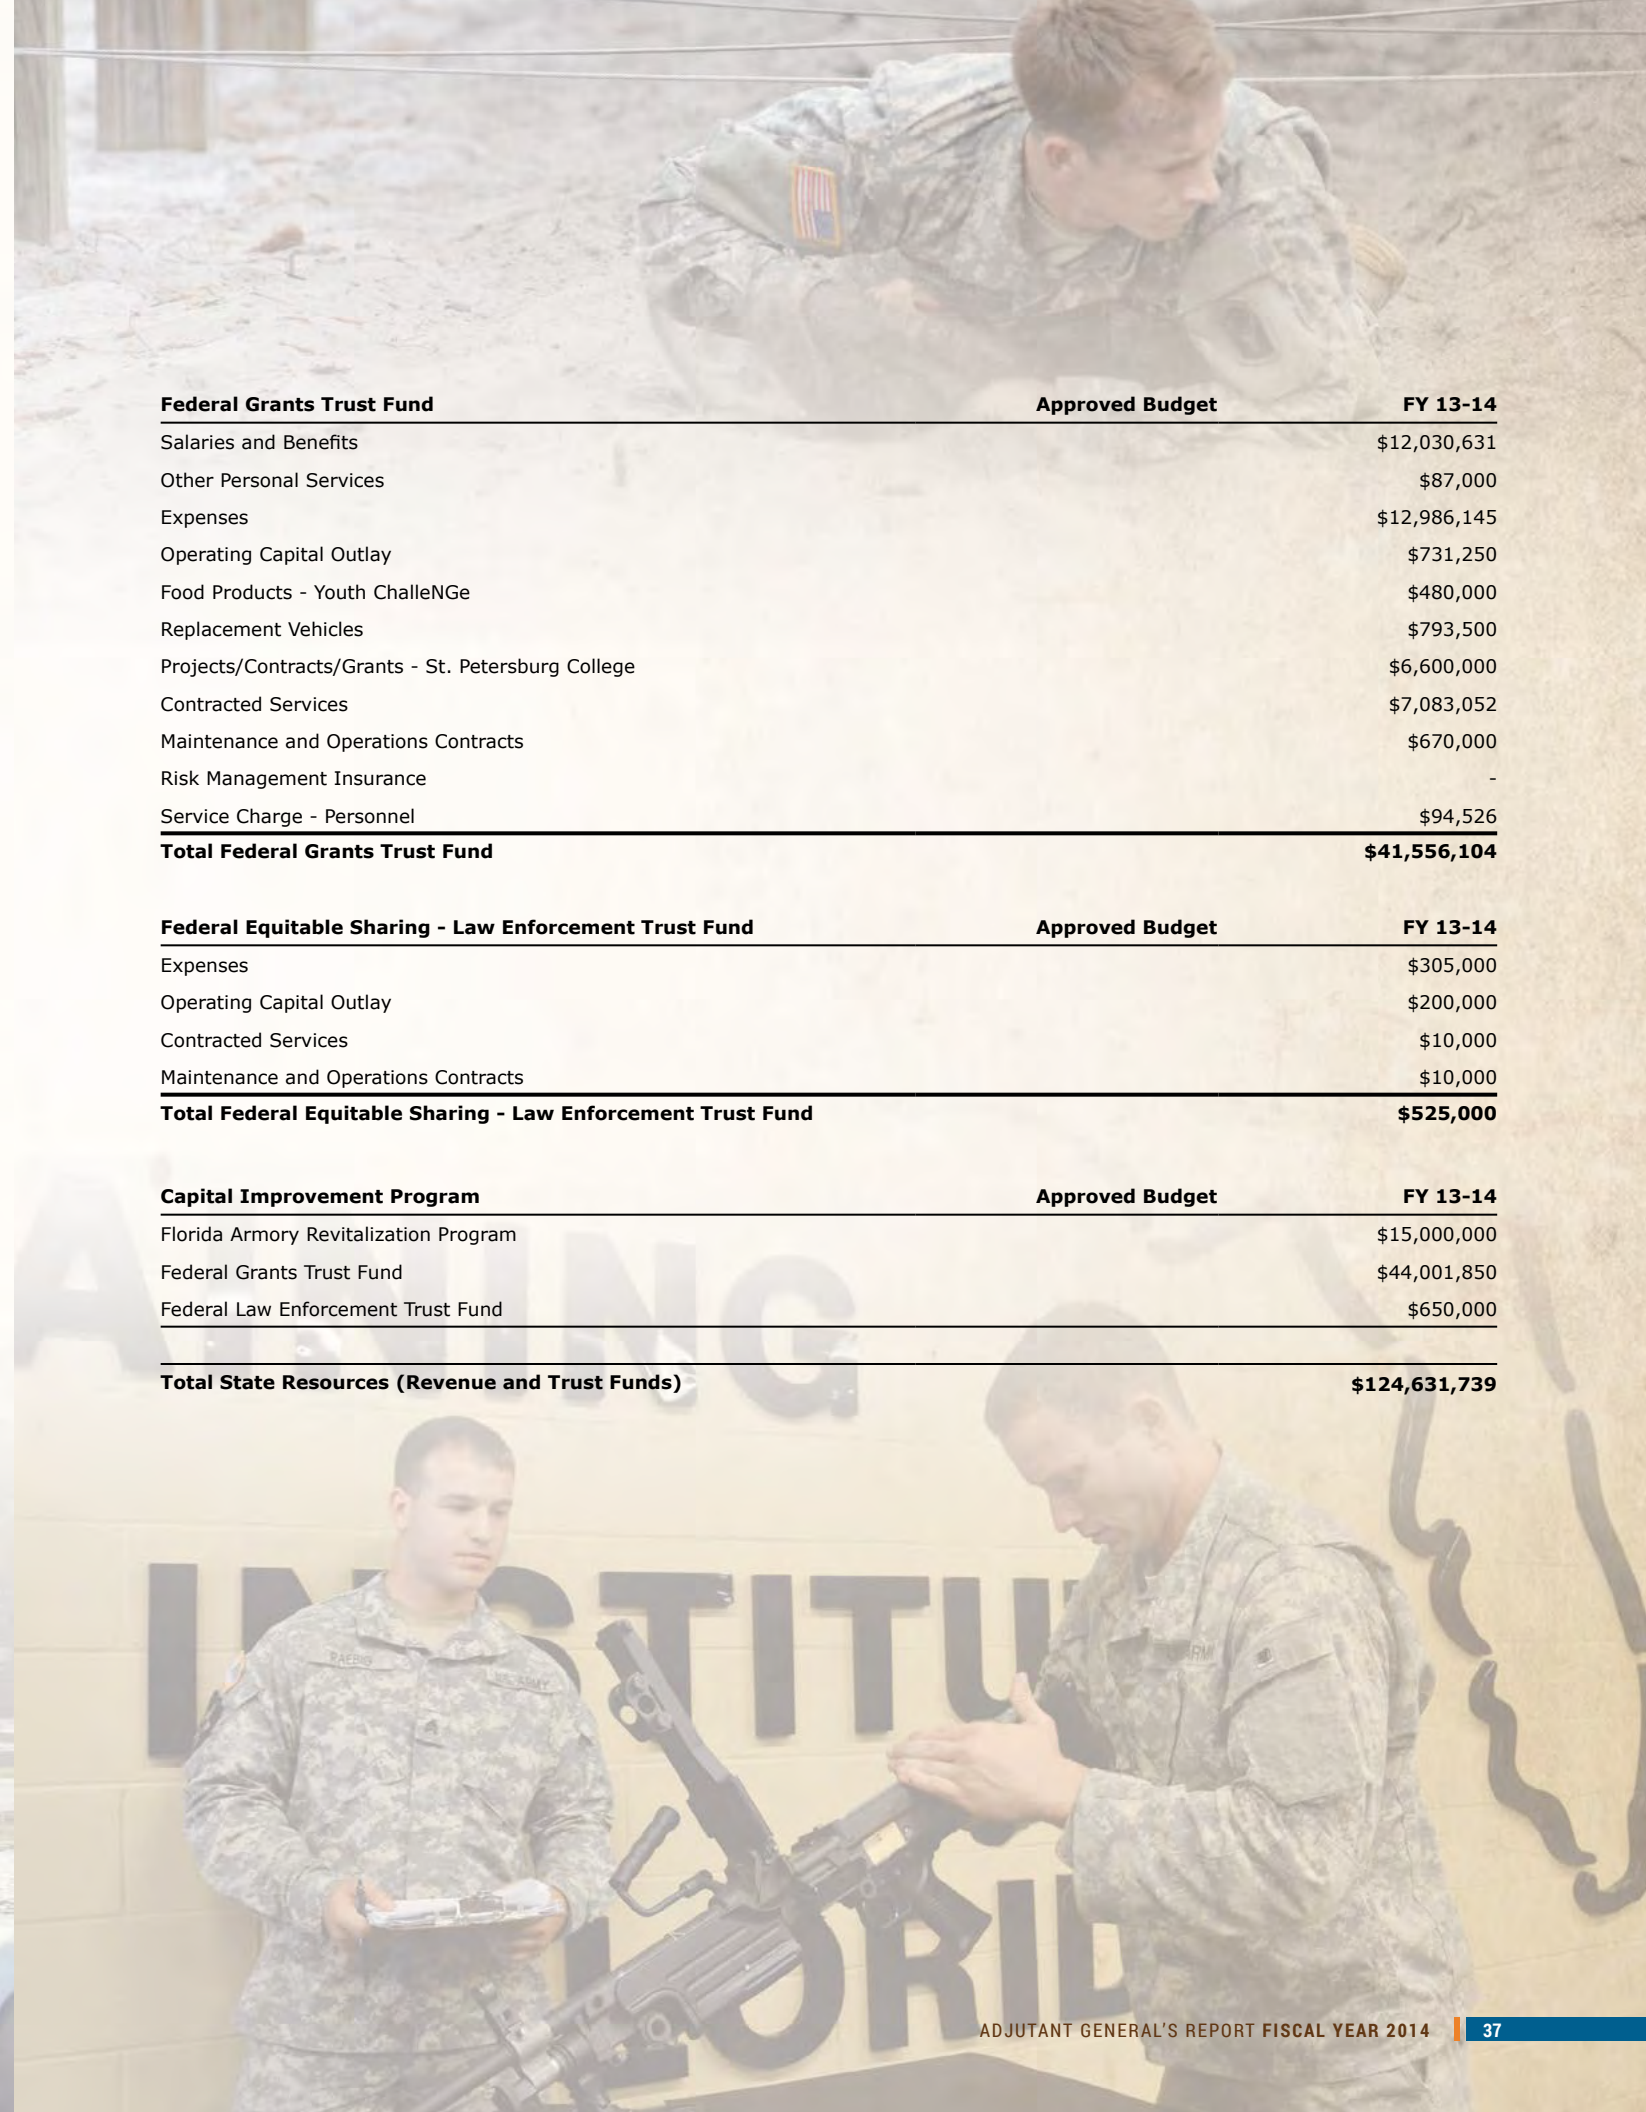 Federal Grants Trust Fund Approved Budget FY 13-14
Salaries and Benefits $12,030,631
Other Personal Services $87,000
Expenses $12,986,145
Operating Capital Outlay $731,250
Food Products - Youth ChalleNGe $480,000
Replacement Vehicles $793,500
Projects/Contracts/Grants - St. Petersburg College $6,600,000
Contracted Services $7,083,052
Maintenance and Operations Contracts $670,000
Risk Management Insurance -
Service Charge - Personnel $94,526
Total Federal Grants Trust Fund $41,556,104
Federal Equitable Sharing - Law Enforcement Trust Fund Approved Budget FY 13-14
Expenses $305,000
Operating Capital Outlay $200,000
Contracted Services $10,000
Maintenance and Operations Contracts $10,000
Total Federal Equitable Sharing - Law Enforcement Trust Fund $525,000
Capital Improvement Program Approved Budget FY 13-14
Florida Armory Revitalization Program $15,000,000
Federal Grants Trust Fund $44,001,850
Federal Law Enforcement Trust Fund $650,000
AINING
Total State Resources (Revenue and Trust Funds) $124,631,739
INSTITU
RAEBIG
U.S. ARMY
ARMY
LORID
ADJUTANT GENERAL'S REPORT FISCAL YEAR 2014 37